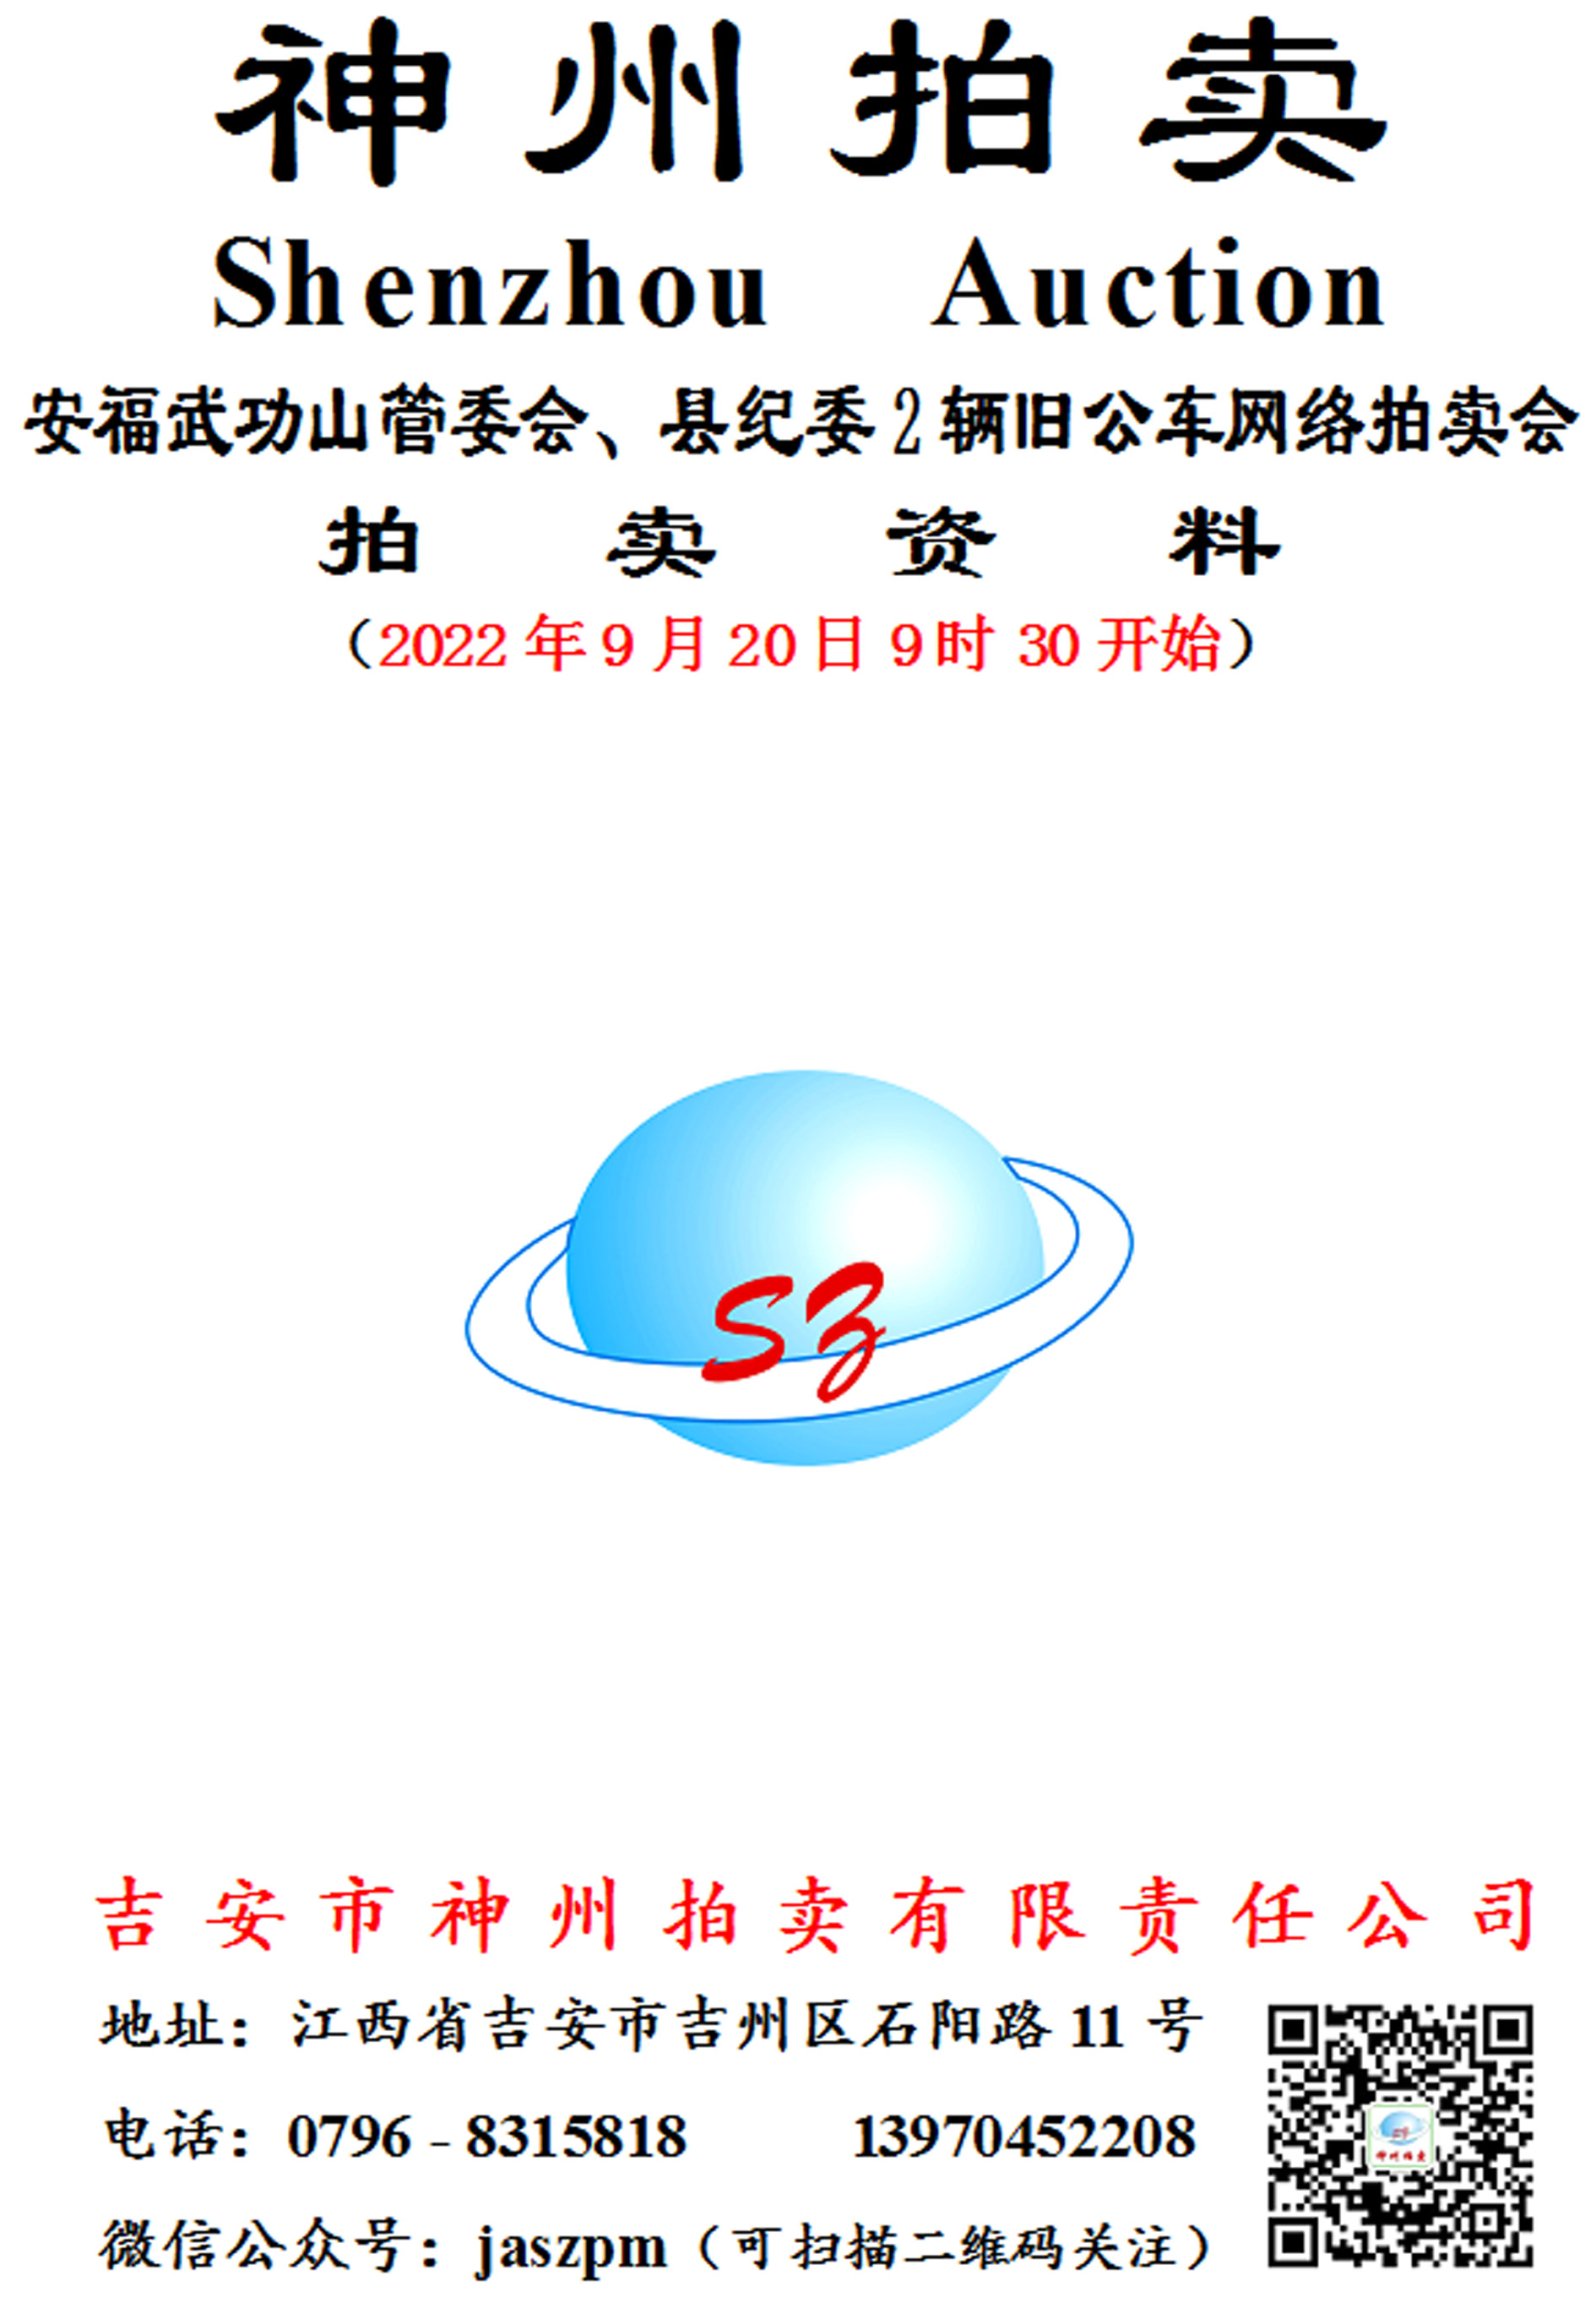 神州拍卖
Shenzhou Auction
安福武功山管委会、县纪委2辆旧公车网络拍卖会
拍卖资料
（2022年9月20日9时30开始）
SZ
吉安市神州拍卖有限责任公司
地址：江西省吉安市吉州区石阳路11号
电话：0796-8315818 13970452208
微信公众号：jaszpm（可扫描二维码关注）
神州拍卖